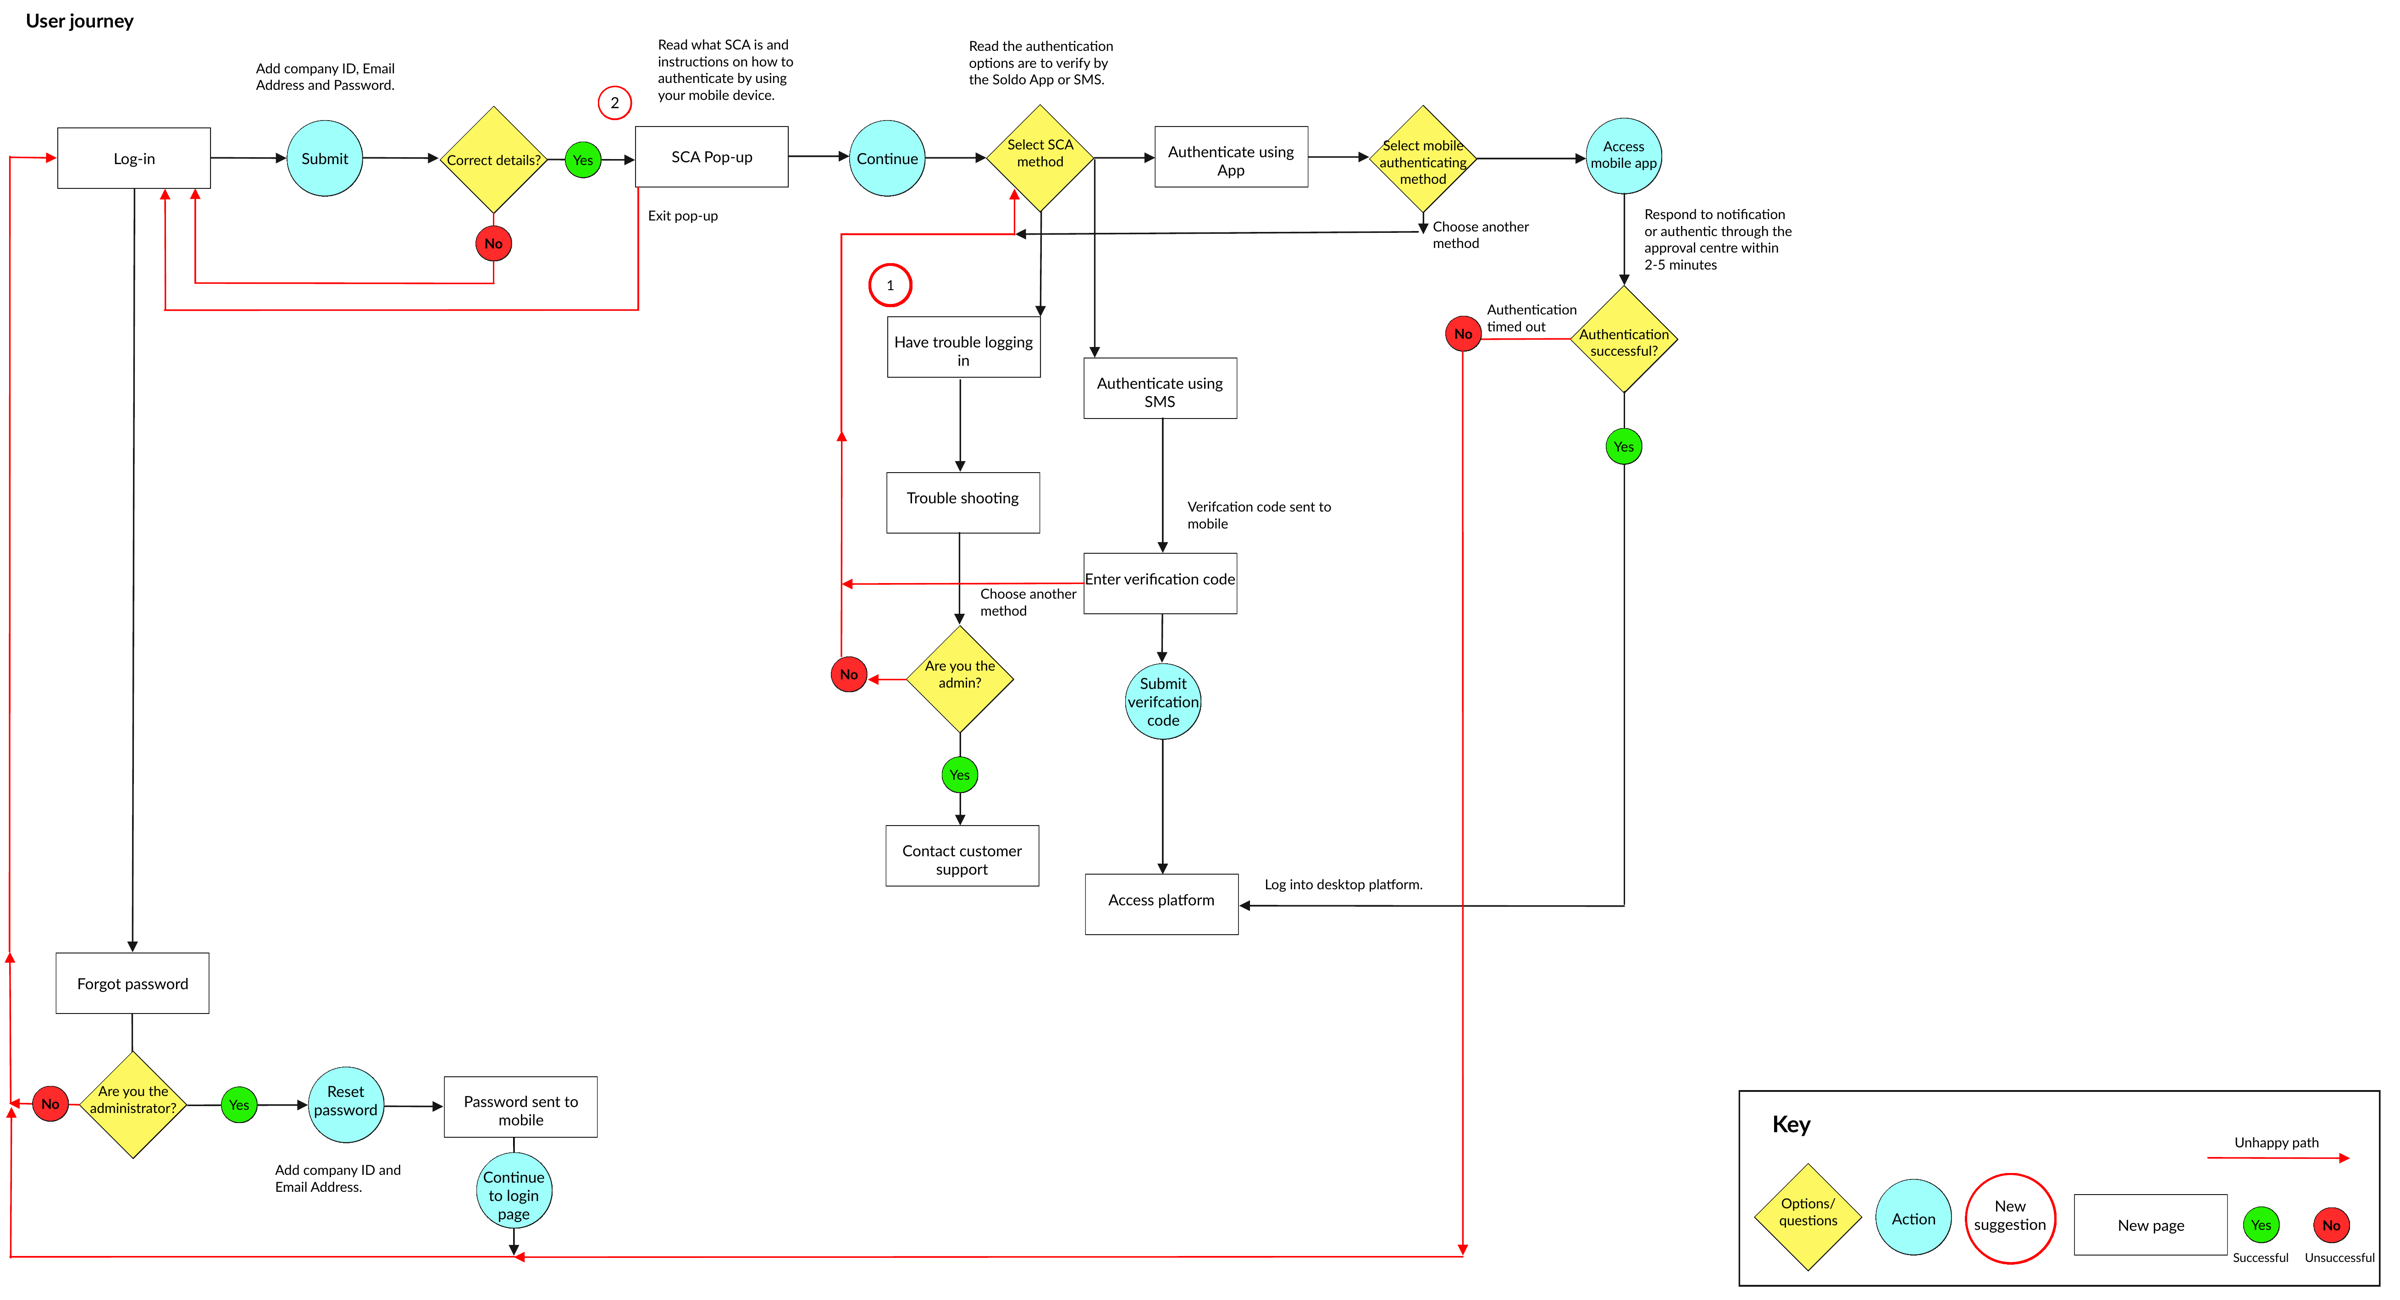 User journey
Add company ID, Email
Address and Password.
Read what SCA is and
instructions on how to
authenticate by using
your mobile device.
Read the authentication
options are to verify by
the Soldo App or SMS.
2
Log-in
Submit
Correct details?
Yes
SCA Pop-up
Continue
Select SCA
method
Authenticate using
App
Select mobile
authenticating
method
Access
mobile app
No
Exit pop-up
Choose another
method
Respond to notification
or authentic through the
approval centre within
2-5 minutes
1
Have trouble logging
in
Authenticate using
SMS
No
Authentication
timed out
Authentication
successful?
Yes
Trouble shooting
Verifcation code sent to
mobile
Enter verification code
Choose another
method
No
Are you the
admin?
Submit
verifcation
code
Yes
Contact customer
support
Access platform
Log into desktop platform.
Forgot password
No
Are you the
administrator?
Yes
Reset
password
Password sent to
mobile
Add company ID and
Email Address.
Continue
to login
page
Key
Unhappy path
Options/
questions
Action
New
suggestion
New page
Yes
No
Successful
Unsuccessful